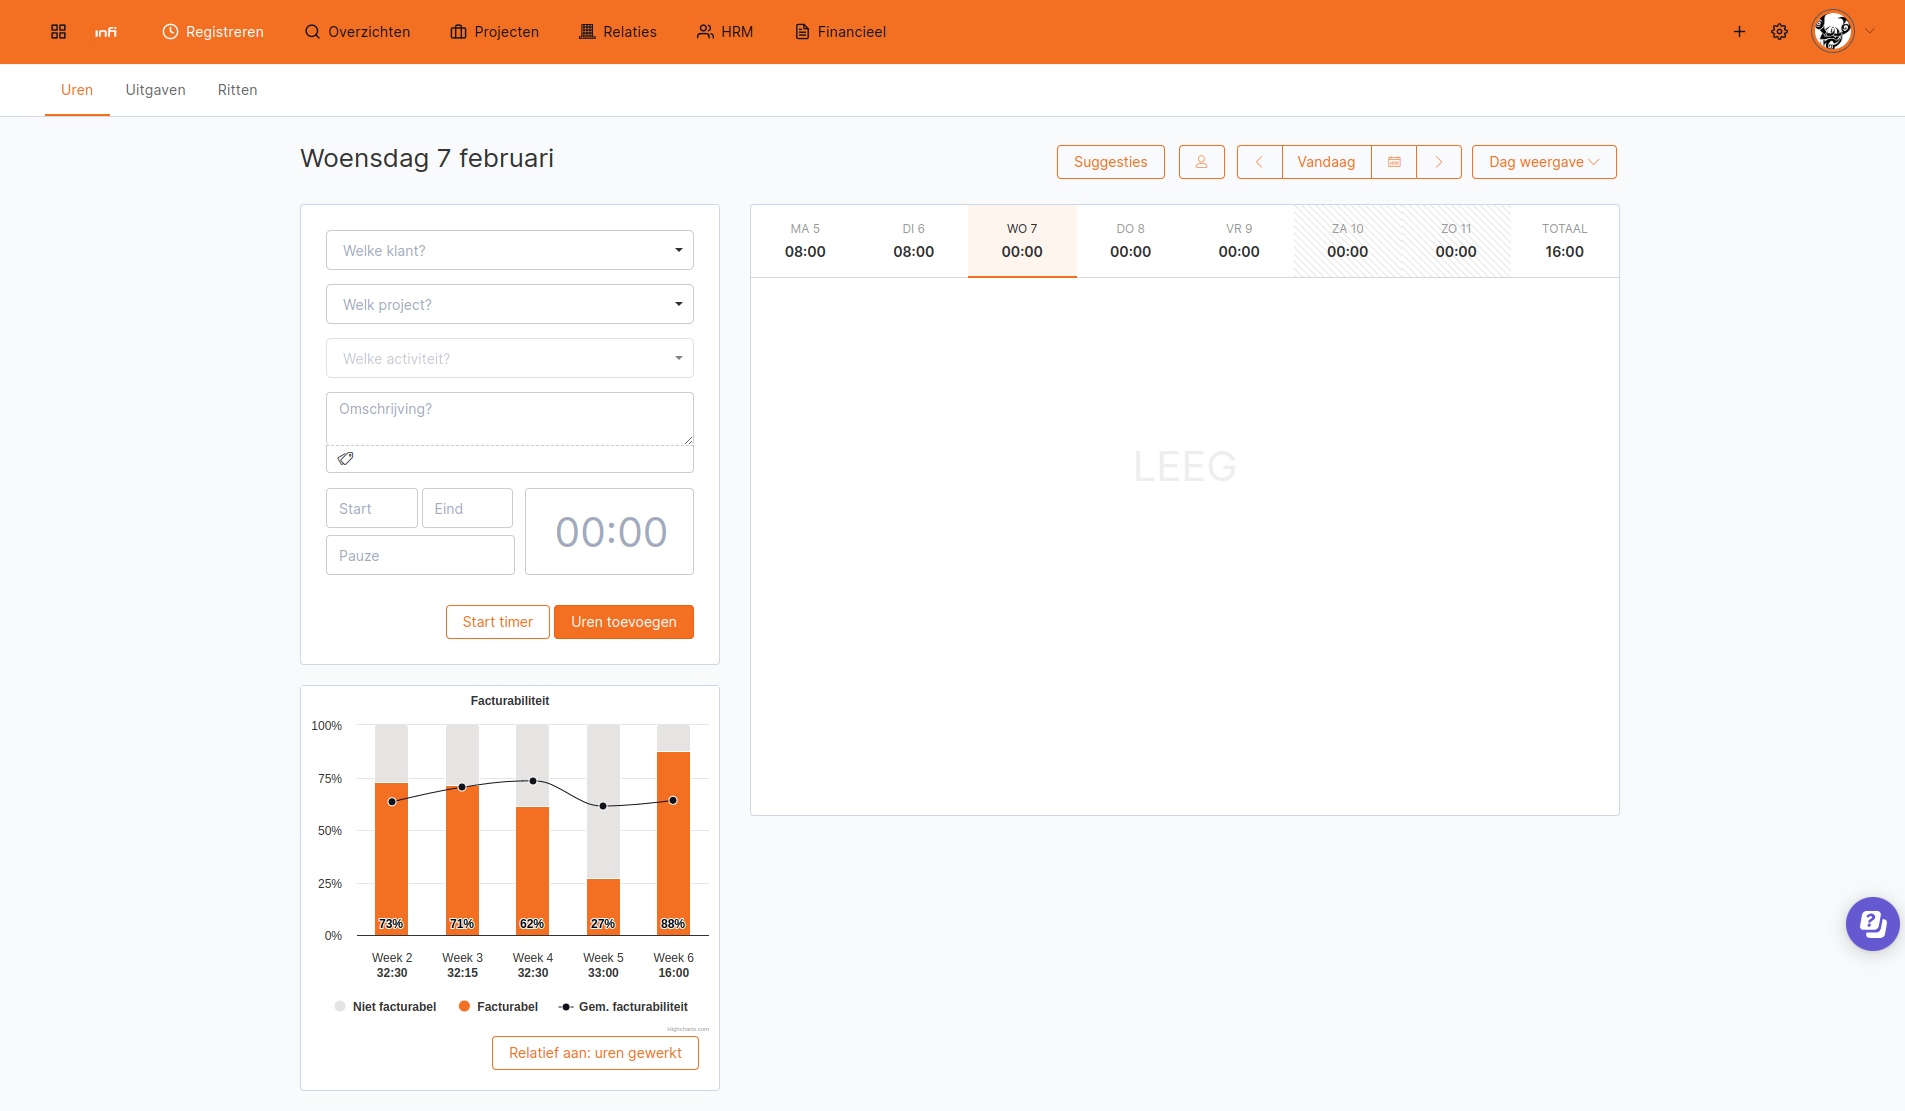 infi Registreren Overzichten Projecten Relaties HRM Financieel
Uren Uitgaven Ritten
Woensdag 7 februari
Suggesties Vandaag Dag weergave
Welke klant?
Welk project?
Welke activiteit?
Omschrijving?
Start Eind
00:00
Pauze
Start timer Uren toevoegen
MA 5 DI 6 WO 7 DO 8 VR 9 ZA 10 ZO 11 TOTAAL
08:00 08:00 00:00 00:00 00:00 00:00 00:00 16:00
LEEG
Facturabiliteit
100%
75%
50%
25%
0%
73% 71% 62% 27% 88%
Week 2 Week 3 Week 4 Week 5 Week 6
32:30 32:15 32:30 33:00 16:00
Niet facturabel Facturabel Gem. facturabiliteit
Highcharts.com
Relatief aan: uren gewerkt
?